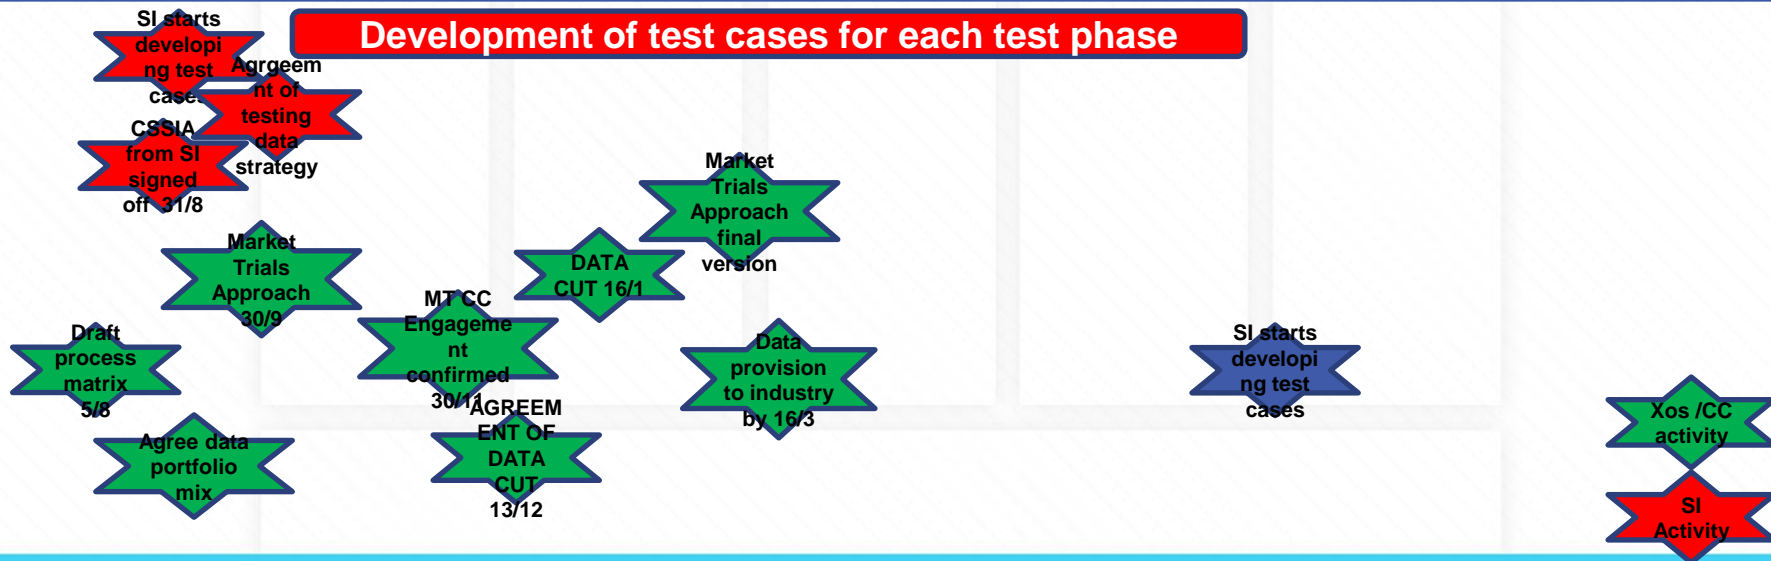 SI starts
developi
ng test
cases
Development of test cases for each test phase
Agrgeem
nt of
testing
data
strategy
CSSIA
from SI
signed
off 31/8
Market
Trials
Approach
final
version
Market
Trials
Approach
30/9
DATA
CUT 16/1
MT CC
Engageme
nt
confirmed
30/11
Draft
process
matrix
5/8
Data
provision
to industry
by 16/3
SI starts
developi
ng test
cases
Agree data
portfolio
mix
AGREEM
ENT OF
DATA
CUT
13/12
Xos /CC
activity
SI
Activity